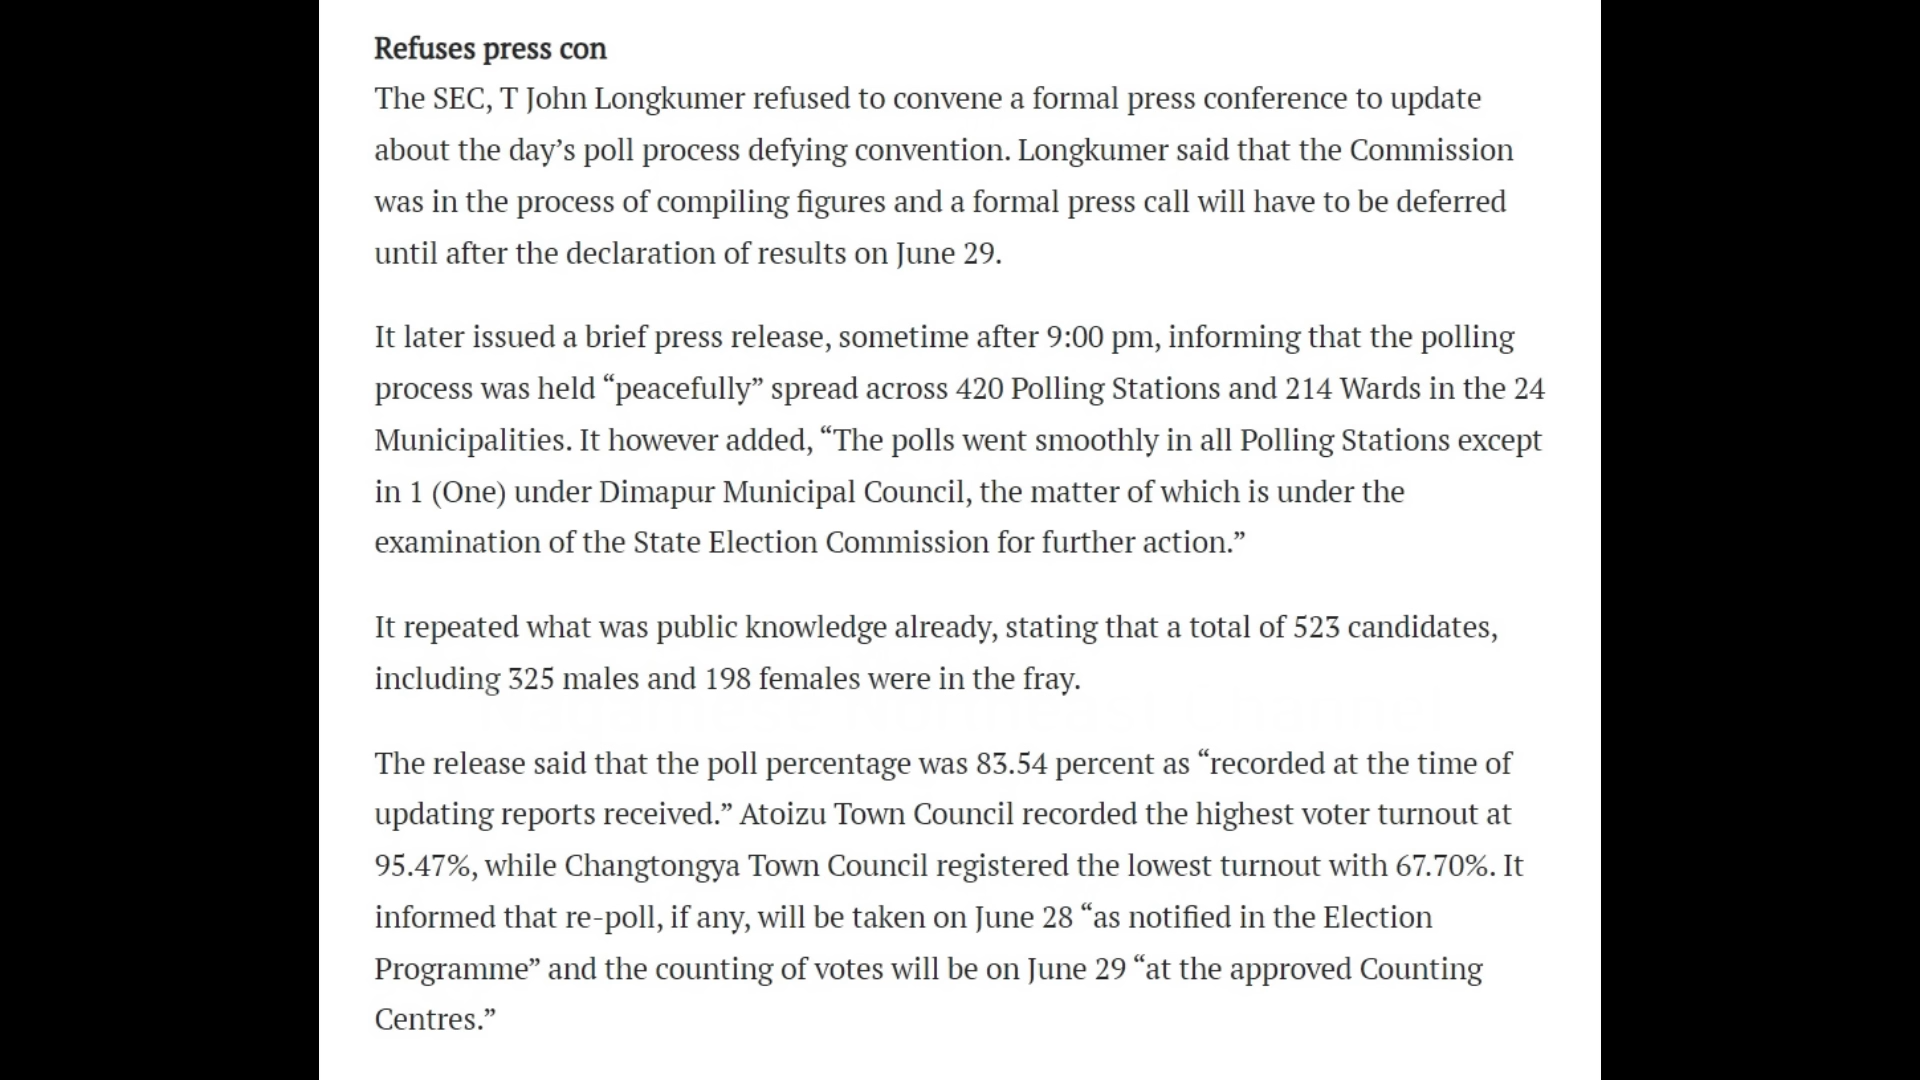 Refuses press con
The SEC, T John Longkumer refused to convene a formal press conference to update
about the day’s poll process defying convention. Longkumer said that the Commission
was in the process of compiling figures and a formal press call will have to be deferred
until after the declaration of results on June 29.
It later issued a brief press release, sometime after 9:00 pm, informing that the polling
process was held “peacefully” spread across 420 Polling Stations and 214 Wards in the 24
Municipalities. It however added, “The polls went smoothly in all Polling Stations except
in 1 (One) under Dimapur Municipal Council, the matter of which is under the
examination of the State Election Commission for further action.”
It repeated what was public knowledge already, stating that a total of 523 candidates,
including 325 males and 198 females were in the fray.
The release said that the poll percentage was 83.54 percent as “recorded at the time of
updating reports received.” Atoizu Town Council recorded the highest voter turnout at
95.47%, while Changtongya Town Council registered the lowest turnout with 67.70%. It
informed that re-poll, if any, will be taken on June 28 “as notified in the Election
Programme” and the counting of votes will be on June 29 “at the approved Counting
Centres.”